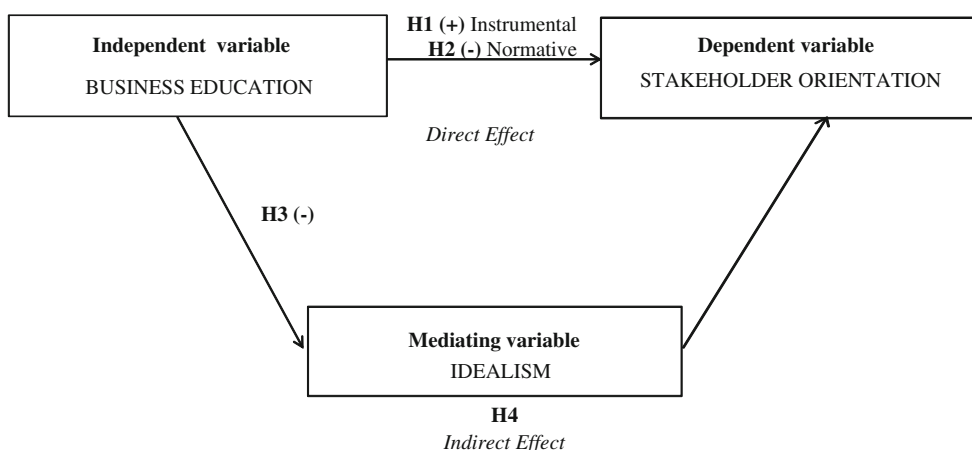 Independent variable
BUSINESS EDUCATION
H1 (+) Instrumental
H2 (-) Normative
Direct Effect
Dependent variable
STAKEHOLDER ORIENTATION
H3 (-)
Mediating variable
IDEALISM
H4
Indirect Effect